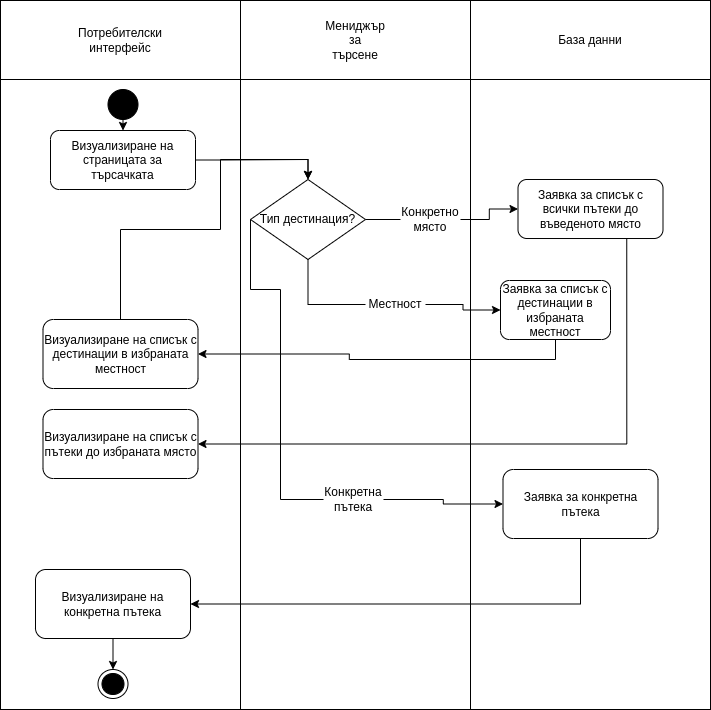 Потребителски
интерфейс
Мениджър
за
търсене
База данни
Визуализиране на
страницата за
търсачката
Тип дестинация?
Конкретно
място
Заявка за списък с
всички пътеки до
въведеното място
Местност
Заявка за списък с
дестинации в
избраната
местност
Визуализиране на списък с
дестинации в избраната
местност
Визуализиране на списък с
пътеки до избраната място
Конкретна
пътека
Заявка за конкретна
пътека
Визуализиране на
конкретна пътека